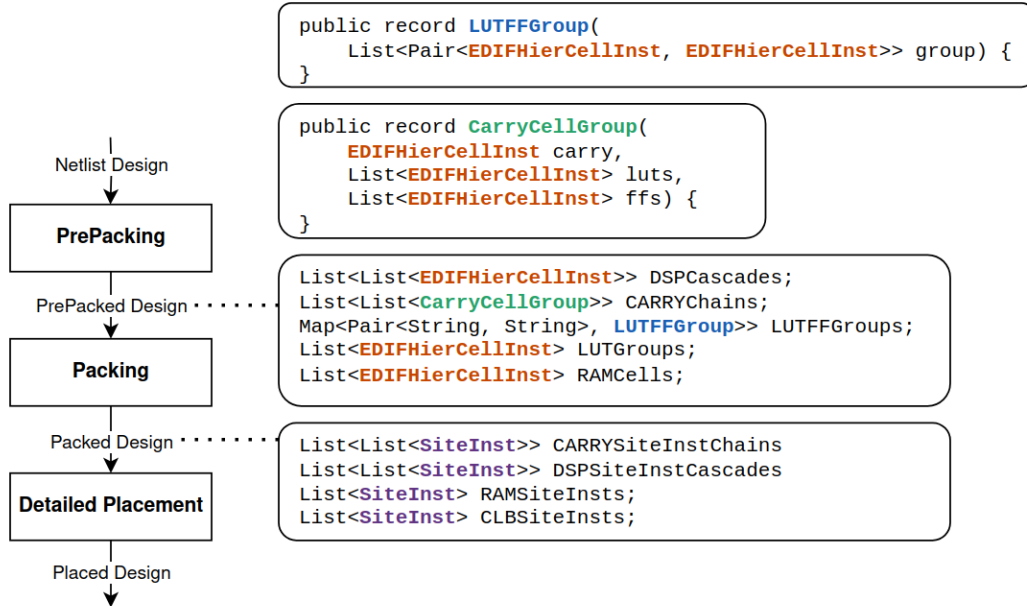 public record LUTFFGroup(
List<Pair<EDIFHierCellInst, EDIFHierCellInst>> group) {
}
public record CarryCellGroup(
EDIFHierCellInst carry,
List<EDIFHierCellInst> luts,
List<EDIFHierCellInst> ffs) {
}
Netlist Design
PrePacking
PrePacked Design
List<List<EDIFHierCellInst>> DSPCascades;
List<List<CarryCellGroup>> CARRYChains;
Map<Pair<String, String>, LUTFFGroup>> LUTFFGroups;
List<EDIFHierCellInst> LUTGroups;
List<EDIFHierCellInst> RAMCells;
Packing
Packed Design
List<List<SiteInst>> CARRYSiteInstChains
List<List<SiteInst>> DSPSiteInstCascades
List<SiteInst> RAMSiteInsts;
List<SiteInst> CLBSiteInsts;
Detailed Placement
Placed Design